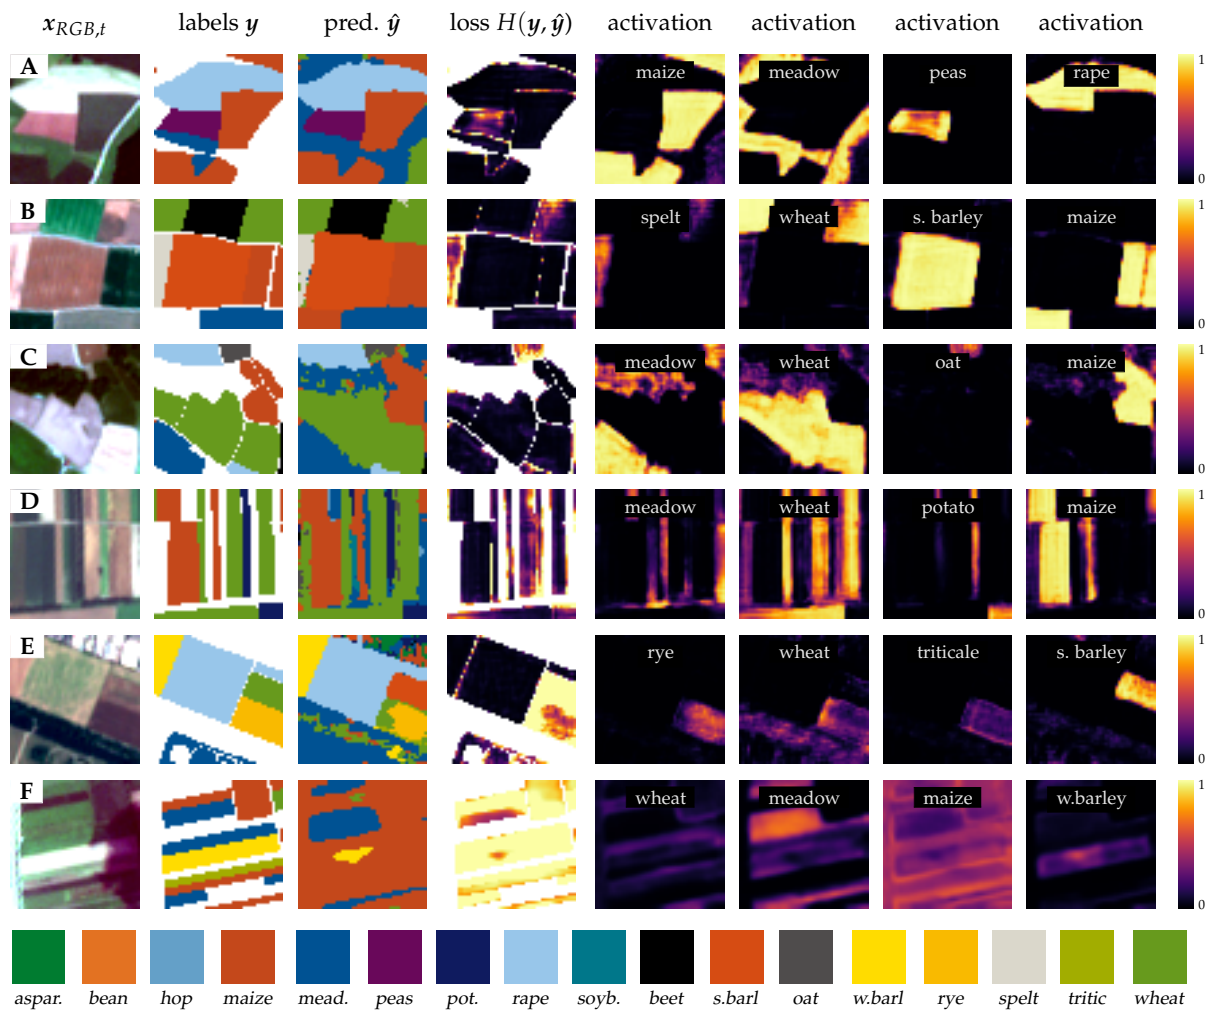 x_RGB,t labels y pred. ŷ loss H(y, ŷ) activation activation activation activation
A maize meadow peas rape 1
0
B spelt wheat s. barley maize 1
0
C meadow wheat oat maize 1
0
D meadow wheat potato maize 1
0
E rye wheat triticale s. barley 1
0
F wheat meadow maize w.barley 1
0
aspar. bean hop maize mead. peas pot. rape soyb. beet s.barl oat w.barl rye spelt tritic wheat